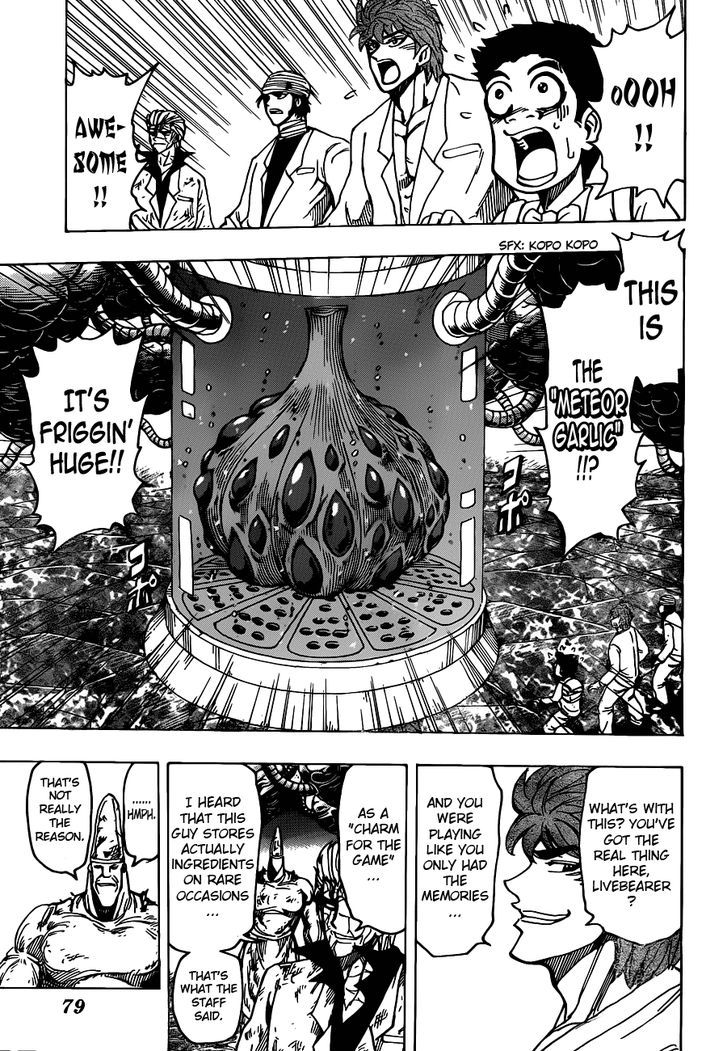 oOOH
!!
AWE-
SOME
!!
SFX: KOPO KOPO
THIS
IS
THE
"METEOR
GARLIC"
!!?
IT'S
FRIGGIN'
HUGE!!
コポ
コポ
WHAT'S WITH
THIS? YOU'VE
GOT THE
REAL THING
HERE,
LIVEBEARER
?
AND YOU
WERE
PLAYING
LIKE YOU
ONLY HAD
THE
MEMORIES
...
AS A
"CHARM
FOR THE
GAME"
...
I HEARD
THAT THIS
GUY STORES
ACTUALLY
INGREDIENTS
ON RARE
OCCASIONS
...
THAT'S
WHAT THE
STAFF
SAID.
......
HMPH.
THAT'S
NOT
REALLY
THE
REASON.
79